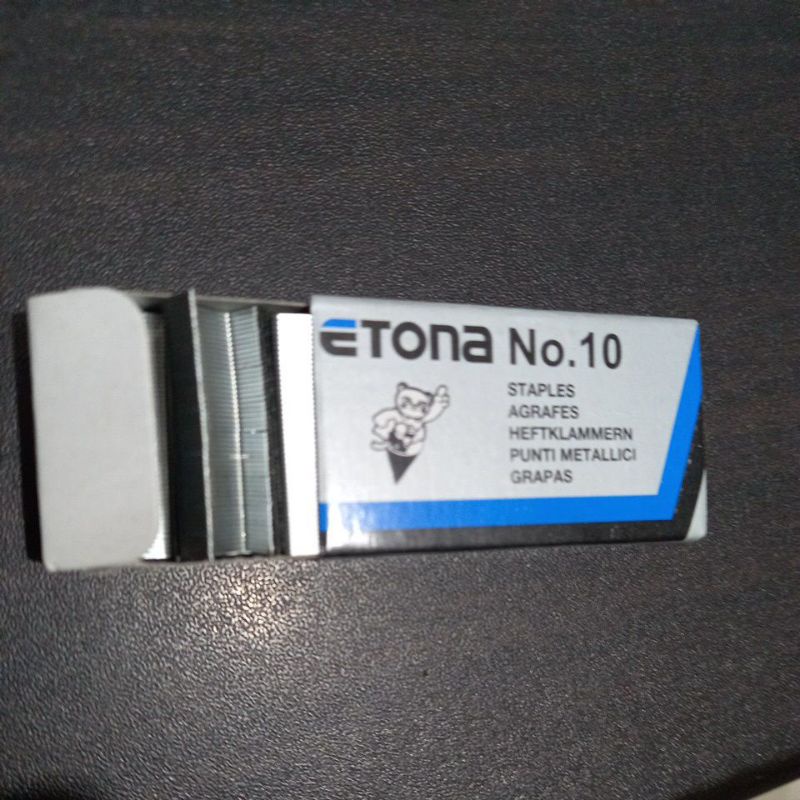 ETONA No.10
STAPLES
AGRAFES
HEFTKLAMMERN
PUNTI METALLICI
GRAPAS